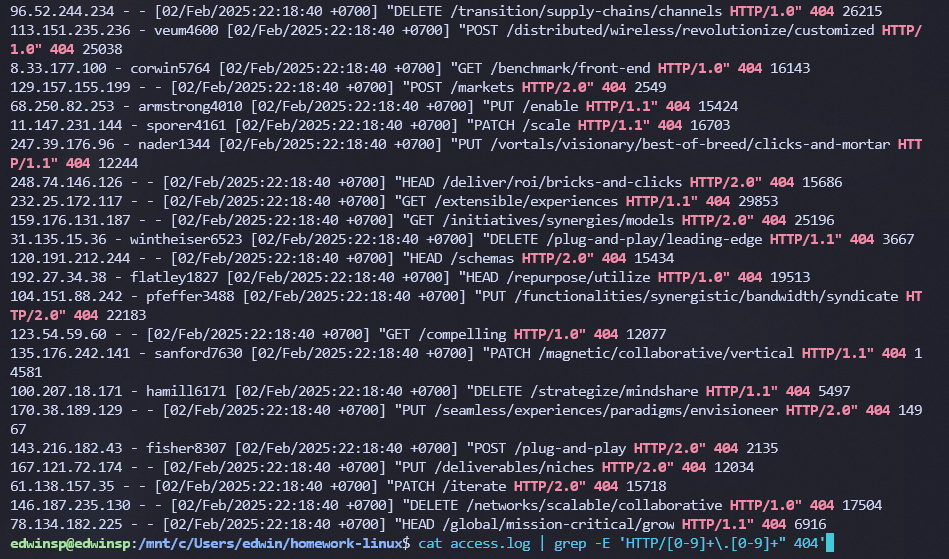 96.52.244.234 - - [02/Feb/2025:22:18:40 +0700] "DELETE /transition/supply-chains/channels HTTP/1.0" 404 26215
113.151.235.236 - veum4600 [02/Feb/2025:22:18:40 +0700] "POST /distributed/wireless/revolutionize/customized HTTP/
1.0" 404 25038
8.33.177.100 - corwin5764 [02/Feb/2025:22:18:40 +0700] "GET /benchmark/front-end HTTP/1.0" 404 16143
129.157.155.199 - - [02/Feb/2025:22:18:40 +0700] "POST /markets HTTP/2.0" 404 2549
68.250.82.253 - armstrong4010 [02/Feb/2025:22:18:40 +0700] "PUT /enable HTTP/1.1" 404 15424
11.147.231.144 - sporer4161 [02/Feb/2025:22:18:40 +0700] "PATCH /scale HTTP/1.1" 404 16703
247.39.176.96 - nader1344 [02/Feb/2025:22:18:40 +0700] "PUT /vortals/visionary/best-of-breed/clicks-and-mortar HTT
P/1.1" 404 12244
248.74.146.126 - - [02/Feb/2025:22:18:40 +0700] "HEAD /deliver/roi/bricks-and-clicks HTTP/2.0" 404 15686
232.25.172.117 - - [02/Feb/2025:22:18:40 +0700] "GET /extensible/experiences HTTP/1.1" 404 29853
159.176.131.187 - - [02/Feb/2025:22:18:40 +0700] "GET /initiatives/synergies/models HTTP/2.0" 404 25196
31.135.15.36 - wintheiser6523 [02/Feb/2025:22:18:40 +0700] "DELETE /plug-and-play/leading-edge HTTP/1.1" 404 3667
120.191.212.244 - - [02/Feb/2025:22:18:40 +0700] "HEAD /schemas HTTP/2.0" 404 15434
192.27.34.38 - flatley1827 [02/Feb/2025:22:18:40 +0700] "HEAD /repurpose/utilize HTTP/1.0" 404 19513
104.151.88.242 - pfeffer3488 [02/Feb/2025:22:18:40 +0700] "PUT /functionalities/synergistic/bandwidth/syndicate HT
TP/2.0" 404 22183
123.54.59.60 - - [02/Feb/2025:22:18:40 +0700] "GET /compelling HTTP/1.0" 404 12077
135.176.242.141 - sanford7630 [02/Feb/2025:22:18:40 +0700] "PATCH /magnetic/collaborative/vertical HTTP/1.1" 404 1
4581
100.207.18.171 - hamill6171 [02/Feb/2025:22:18:40 +0700] "DELETE /strategize/mindshare HTTP/1.1" 404 5497
170.38.189.129 - - [02/Feb/2025:22:18:40 +0700] "PUT /seamless/experiences/paradigms/envisioneer HTTP/2.0" 404 149
67
143.216.182.43 - fisher8307 [02/Feb/2025:22:18:40 +0700] "POST /plug-and-play HTTP/2.0" 404 2135
167.121.72.174 - - [02/Feb/2025:22:18:40 +0700] "PUT /deliverables/niches HTTP/2.0" 404 12034
61.138.157.35 - - [02/Feb/2025:22:18:40 +0700] "PATCH /iterate HTTP/2.0" 404 15718
146.187.235.130 - - [02/Feb/2025:22:18:40 +0700] "DELETE /networks/scalable/collaborative HTTP/1.0" 404 17504
78.134.182.225 - - [02/Feb/2025:22:18:40 +0700] "HEAD /global/mission-critical/grow HTTP/1.1" 404 6916
edwinsp@edwinsp:/mnt/c/Users/edwin/homework-linux$ cat access.log | grep -E 'HTTP/[0-9]+\.[0-9]+" 404'